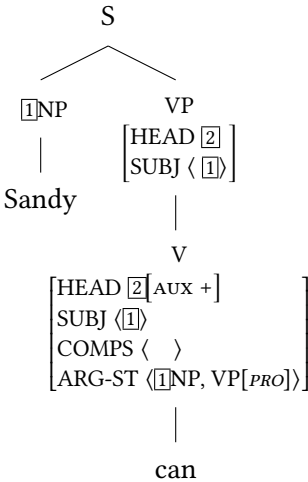 S
1NP VP
[HEAD 2
SUBJ ⟨ 1⟩]
Sandy
V
[HEAD 2[AUX +]
SUBJ ⟨1⟩
COMPS ⟨ ⟩
ARG-ST ⟨1NP, VP[PRO]⟩]
can